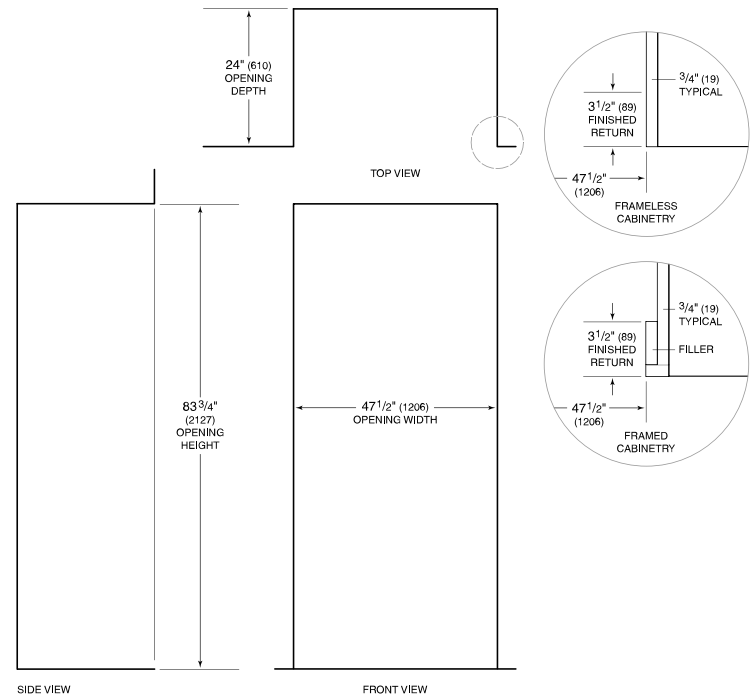 24" (610)
OPENING
DEPTH
TOP VIEW
3/4" (19)
TYPICAL
3 1/2" (89)
FINISHED
RETURN
47 1/2"
(1206)
FRAMELESS
CABINETRY
83 3/4"
(2127)
OPENING
HEIGHT
47 1/2" (1206)
OPENING WIDTH
3/4" (19)
TYPICAL
3 1/2" (89)
FINISHED
RETURN
FILLER
47 1/2"
(1206)
FRAMED
CABINETRY
SIDE VIEW
FRONT VIEW